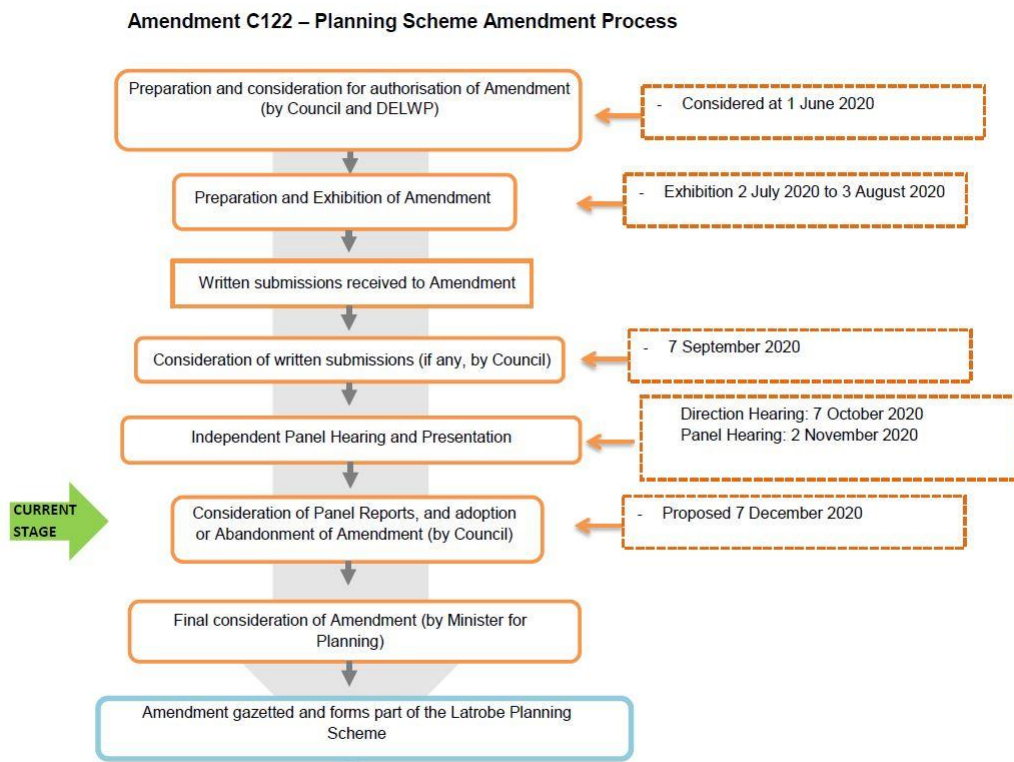 Amendment C122 – Planning Scheme Amendment Process
Preparation and consideration for authorisation of Amendment
(by Council and DELWP)
- Considered at 1 June 2020
Preparation and Exhibition of Amendment
- Exhibition 2 July 2020 to 3 August 2020
Written submissions received to Amendment
Consideration of written submissions (if any, by Council)
- 7 September 2020
Independent Panel Hearing and Presentation
Direction Hearing: 7 October 2020
Panel Hearing: 2 November 2020
CURRENT
STAGE
Consideration of Panel Reports, and adoption
or Abandonment of Amendment (by Council)
- Proposed 7 December 2020
Final consideration of Amendment (by Minister for
Planning)
Amendment gazetted and forms part of the Latrobe Planning
Scheme